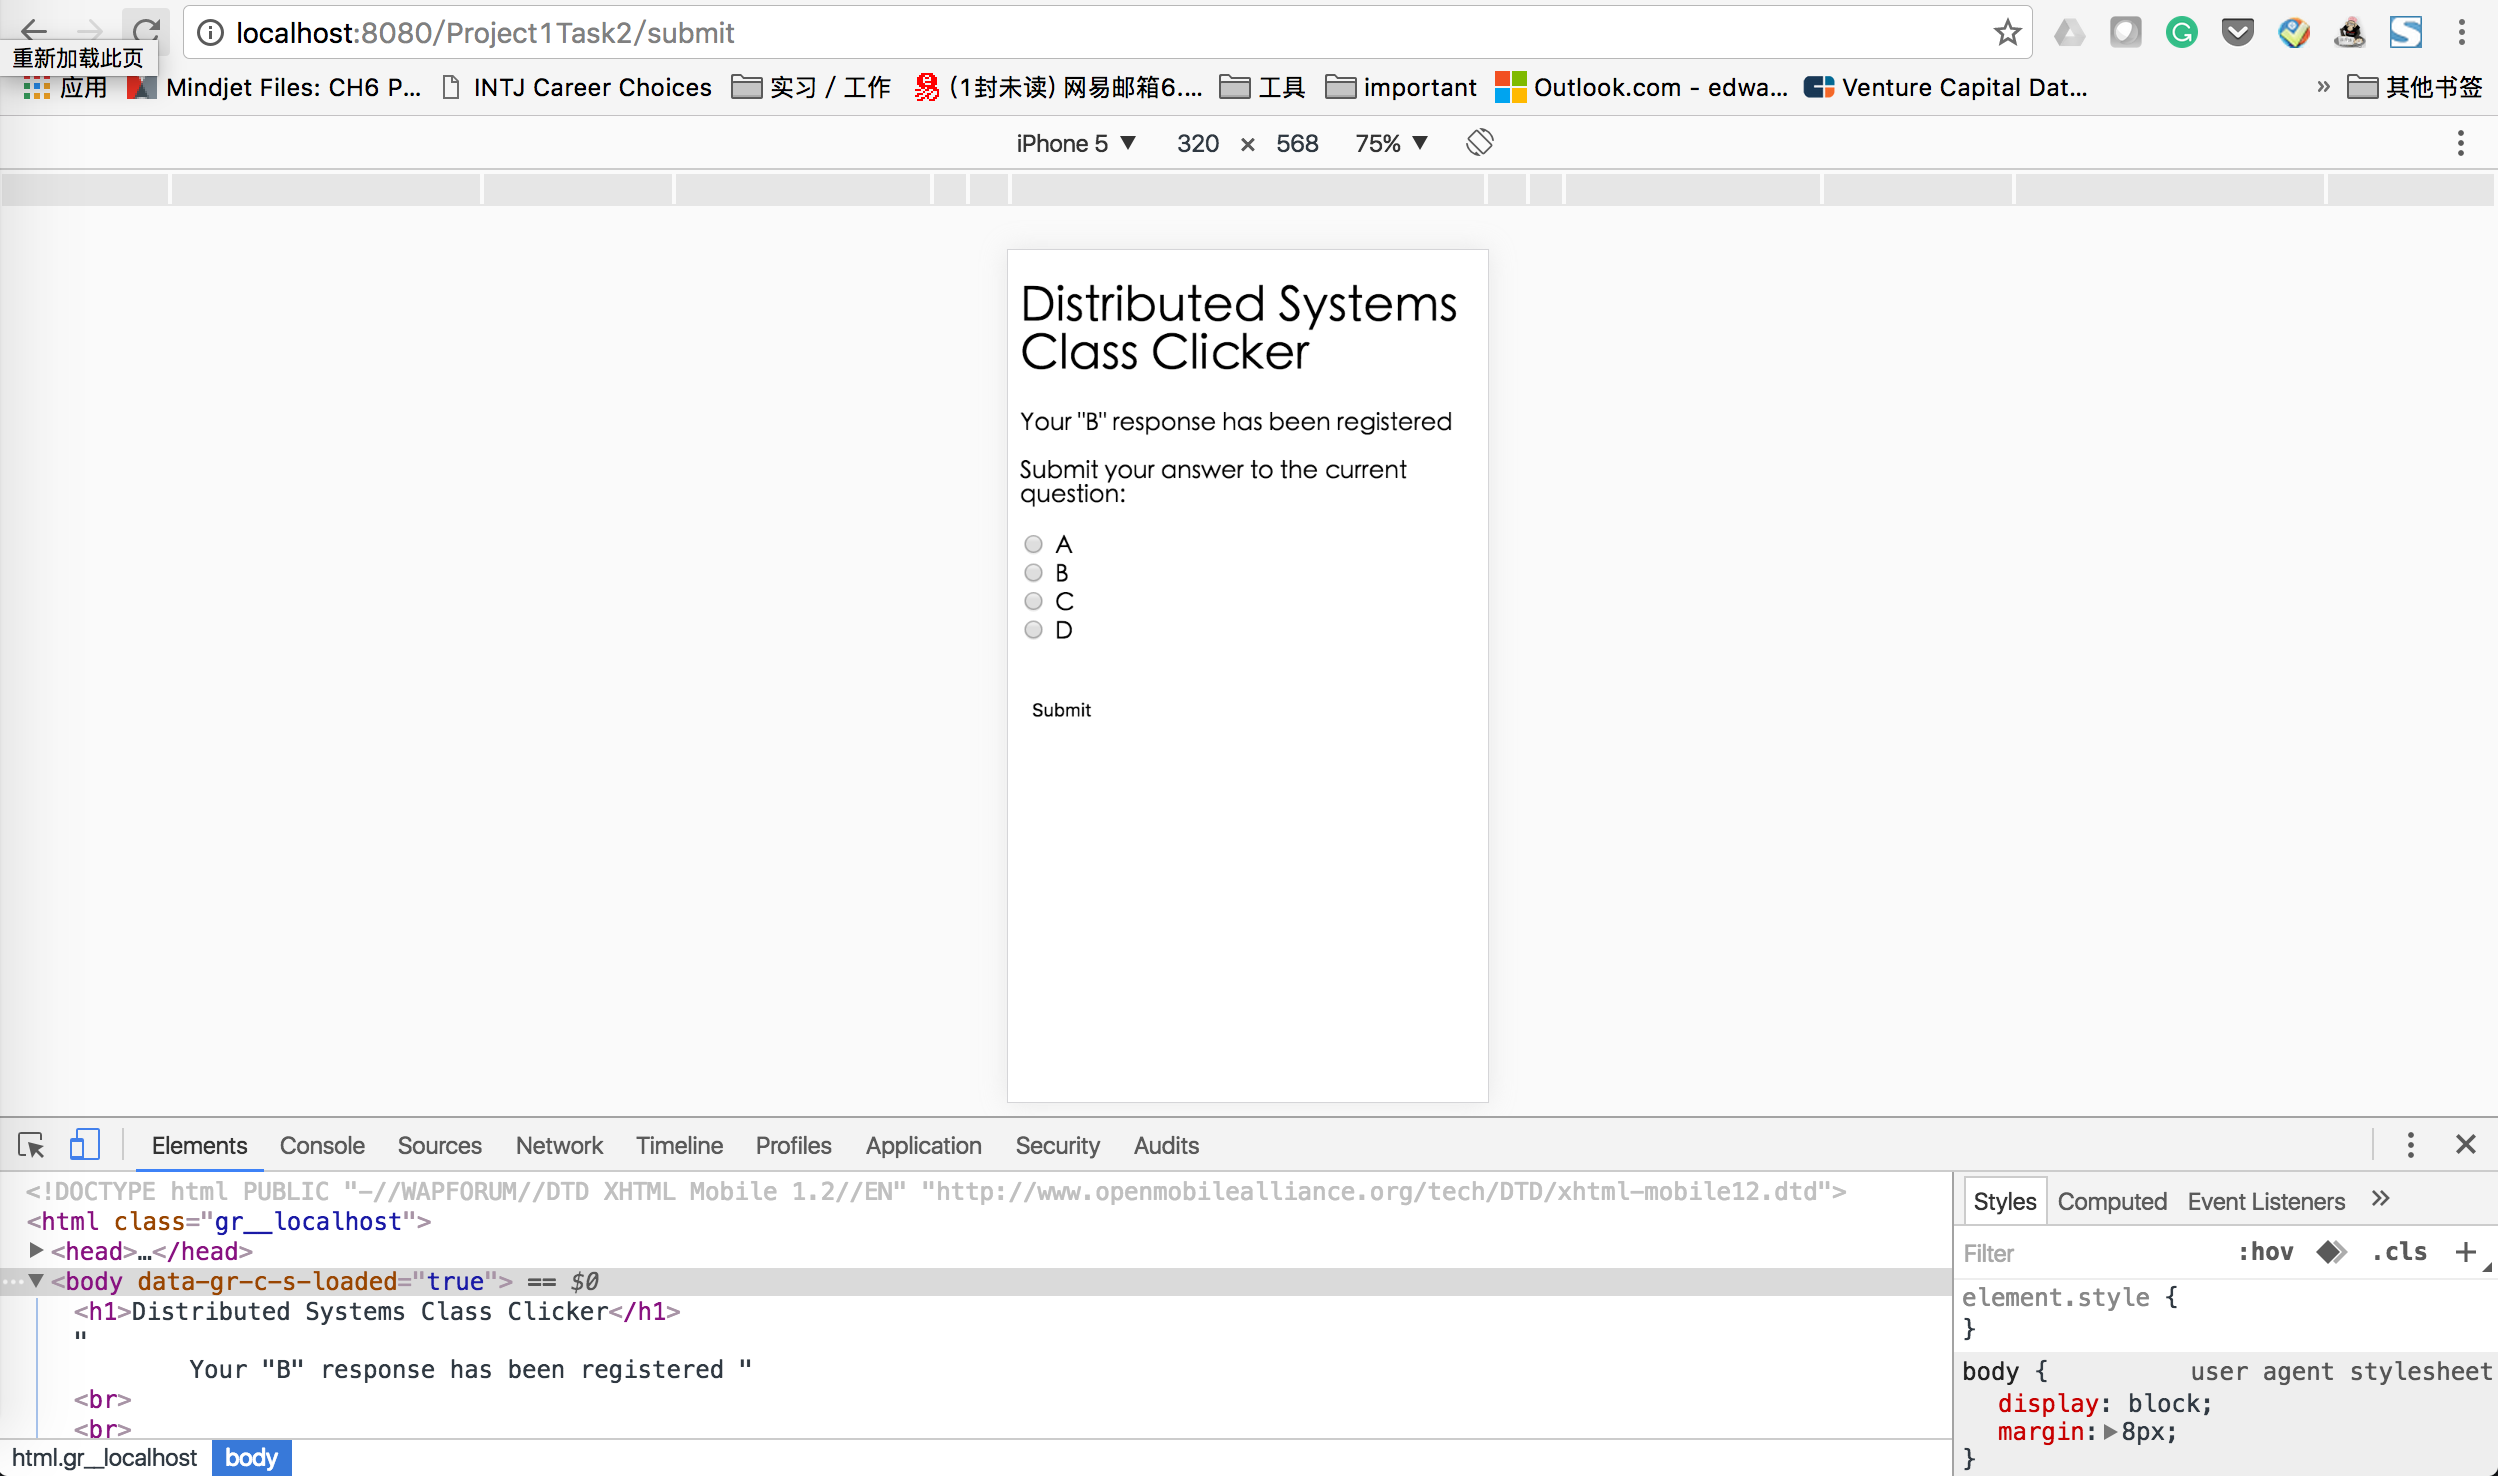 localhost:8080/Project1Task2/submit
重新加载此页
应用 Mindjet Files: CH6 P... INTJ Career Choices 实习 / 工作 (1封未读) 网易邮箱6.... 工具 important Outlook.com - edwa... Venture Capital Dat... » 其他书签
iPhone 5 ▼ 320 × 568 75% ▼
Distributed Systems
Class Clicker
Your "B" response has been registered
Submit your answer to the current
question:
A
B
C
D
Submit
Elements Console Sources Network Timeline Profiles Application Security Audits
<!DOCTYPE html PUBLIC "-//WAPFORUM//DTD XHTML Mobile 1.2//EN" "http://www.openmobilealliance.org/tech/DTD/xhtml-mobile12.dtd">
<html class="gr__localhost">
▶<head>…</head>
…▼<body data-gr-c-s-loaded="true"> == $0
<h1>Distributed Systems Class Clicker</h1>
"
Your "B" response has been registered "
<br>
<br>
html.gr__localhost body
Styles Computed Event Listeners »
Filter :hov .cls +
element.style {
}
body { user agent stylesheet
display: block;
margin:▶8px;
}